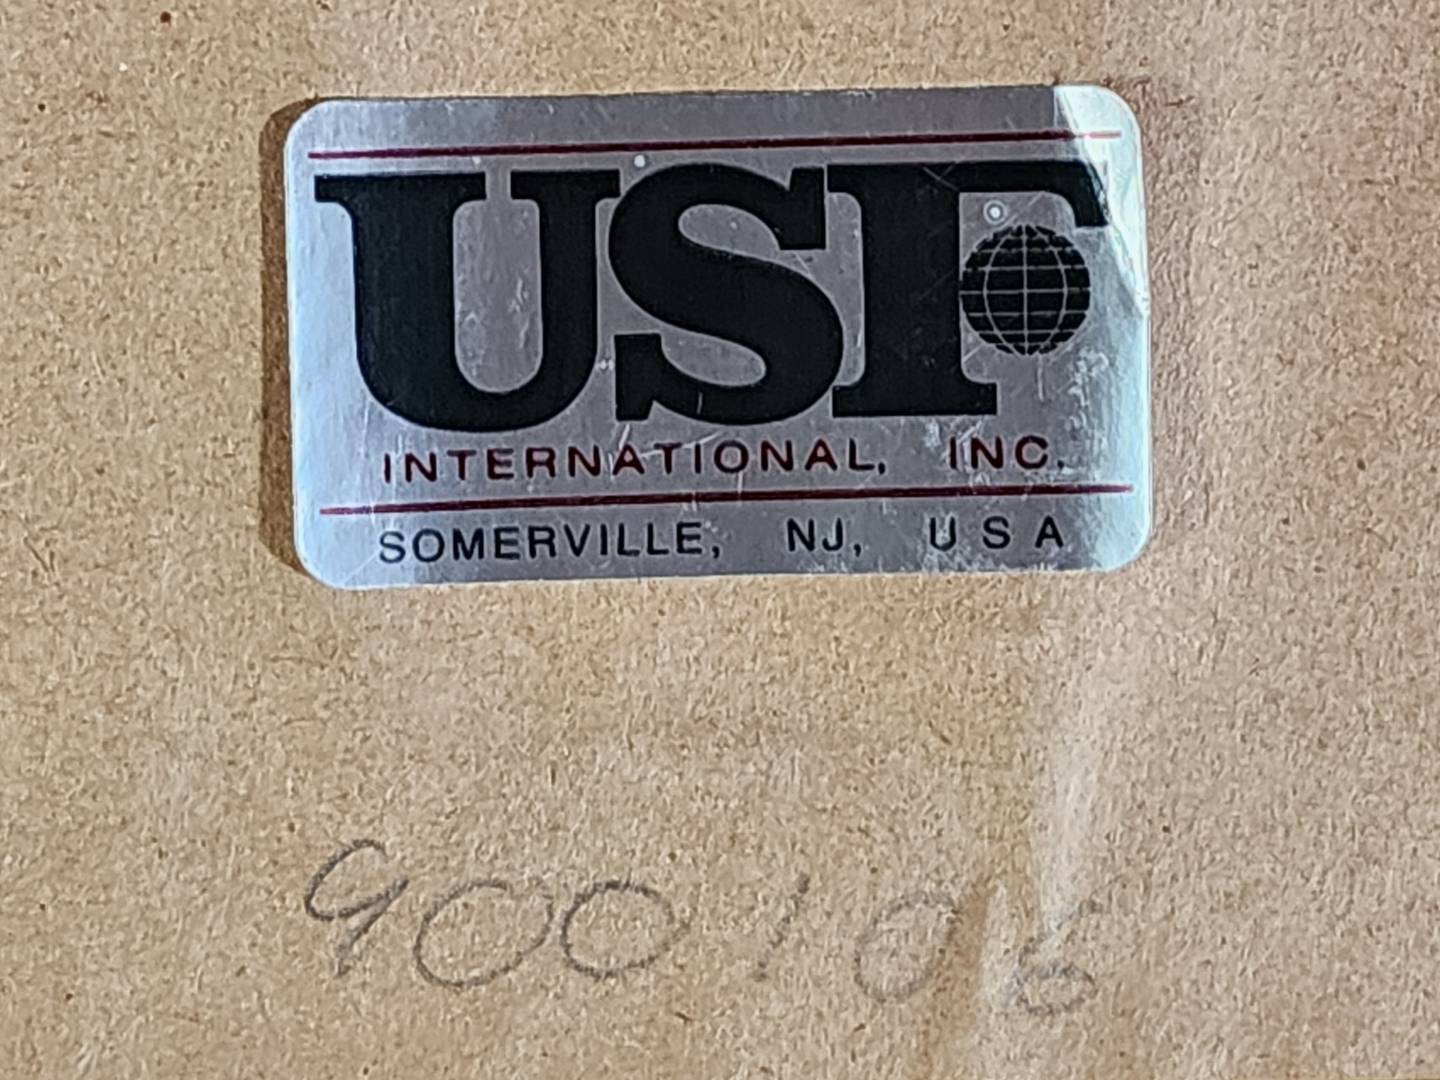 USF
INTERNATIONAL, INC.
SOMERVILLE, NJ, USA
900106